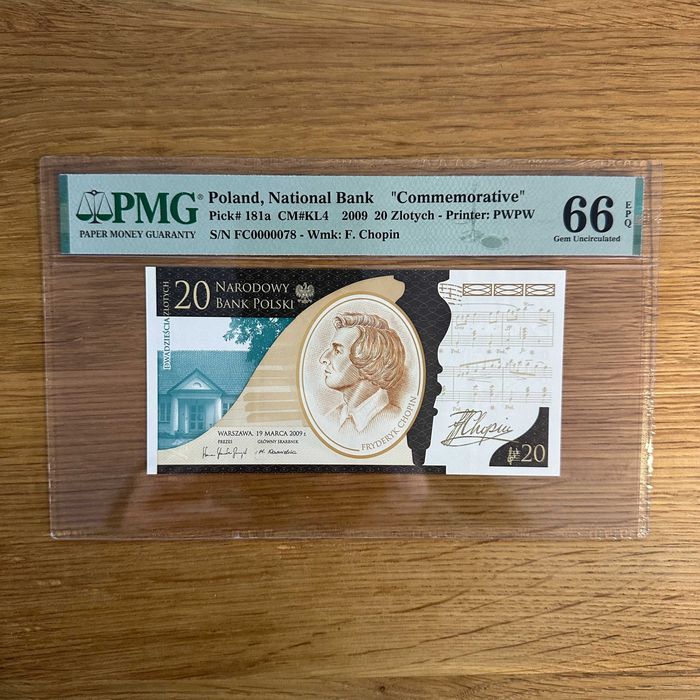 PMG®
PAPER MONEY GUARANTY
Poland, National Bank "Commemorative"
Pick# 181a CM#KL4 2009 20 Zlotych - Printer: PWPW
S/N FC0000078 - Wmk: F. Chopin
66 EPQ
Gem Uncirculated
20 NARODOWY
BANK POLSKI
DWADZIEŚCIA ZŁOTYCH
WARSZAWA, 19 MARCA 2009 r.
PREZES GŁÓWNY SKARBNIK
FRYDERYK CHOPIN
FChopin
20